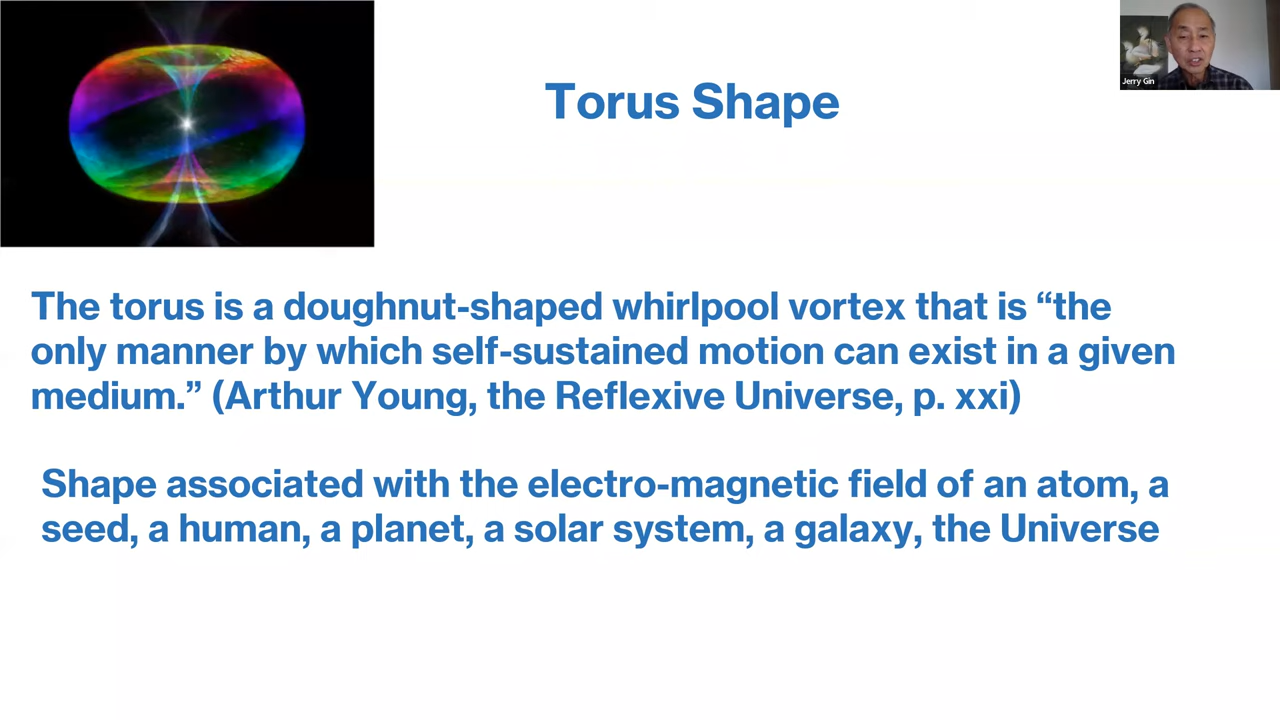 Jerry Gin
Torus Shape
The torus is a doughnut-shaped whirlpool vortex that is “the
only manner by which self-sustained motion can exist in a given
medium.” (Arthur Young, the Reflexive Universe, p. xxi)
Shape associated with the electro-magnetic field of an atom, a
seed, a human, a planet, a solar system, a galaxy, the Universe